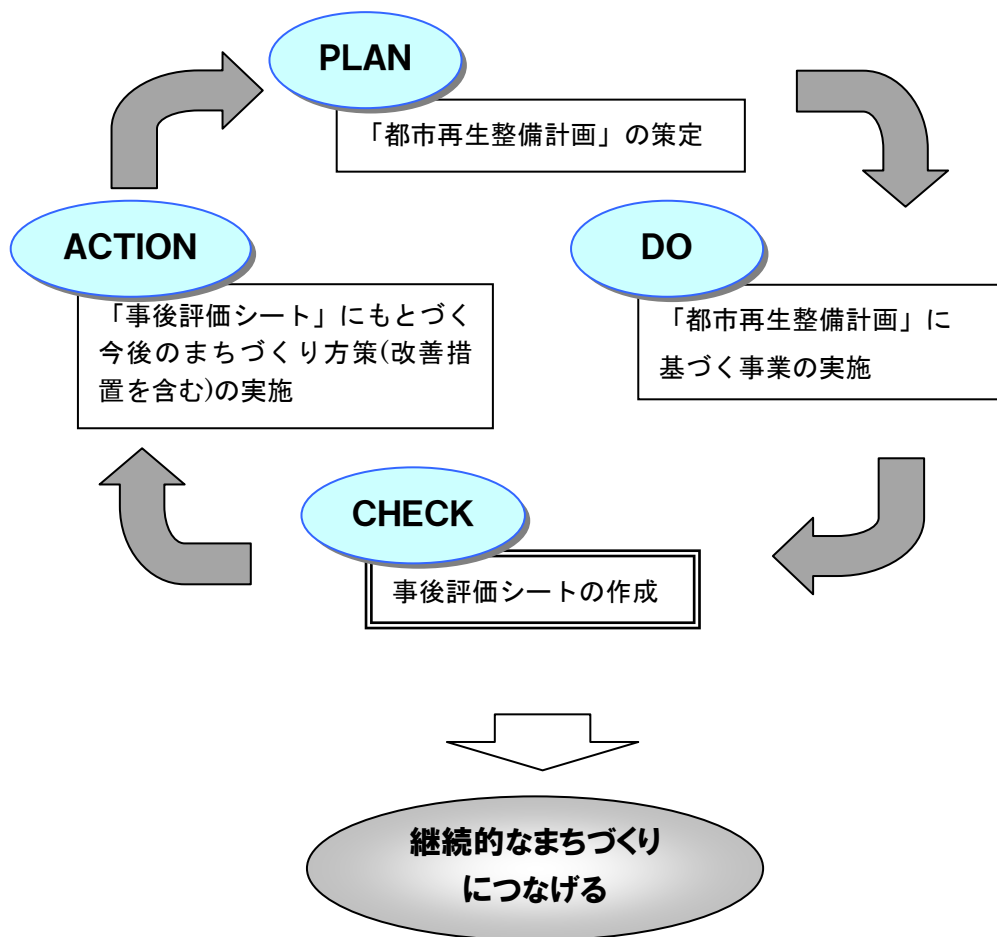 PLAN
「都市再生整備計画」の策定
ACTION
DO
「事後評価シート」にもとづく
今後のまちづくり方策(改善措
置を含む)の実施
「都市再生整備計画」に
基づく事業の実施
CHECK
事後評価シートの作成
継続的なまちづくり
につなげる